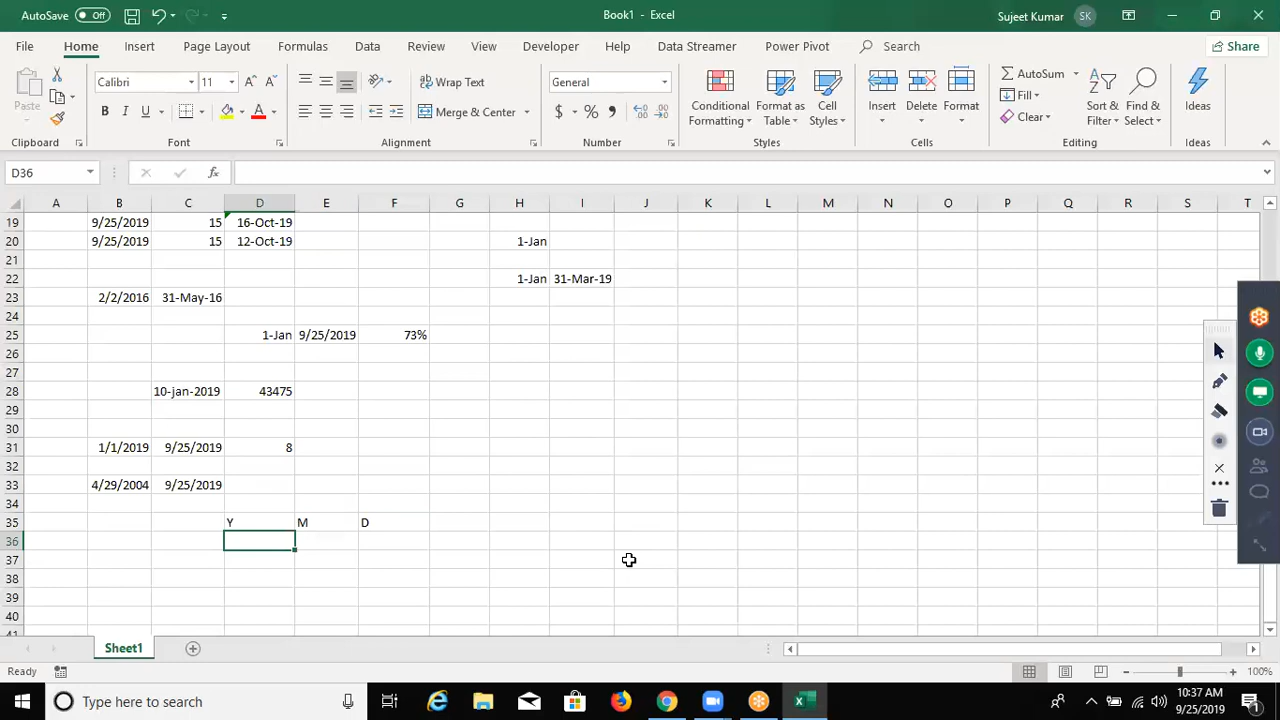 AutoSave Off
Book1 - Excel
Sujeet Kumar SK
File Home Insert Page Layout Formulas Data Review View Developer Help Data Streamer Power Pivot Search Share
Paste
Calibri 11
B I U
Wrap Text
Merge & Center
General
$ % ,
Conditional Formatting
Format as Table
Cell Styles
Insert Delete Format
AutoSum
Fill
Clear
Sort & Filter
Find & Select
Ideas
Clipboard Font Alignment Number Styles Cells Editing Ideas
D36 fx
A B C D E F G H I J K L M N O P Q R S T
19 9/25/2019 15 16-Oct-19
20 9/25/2019 15 12-Oct-19 1-Jan
21
22 1-Jan 31-Mar-19
23 2/2/2016 31-May-16
24
25 1-Jan 9/25/2019 73%
26
27
28 10-jan-2019 43475
29
30
31 1/1/2019 9/25/2019 8
32
33 4/29/2004 9/25/2019
34
35 Y M D
36
37
38
39
40
41
Sheet1
Ready 100%
Type here to search
10:37 AM
9/25/2019
1